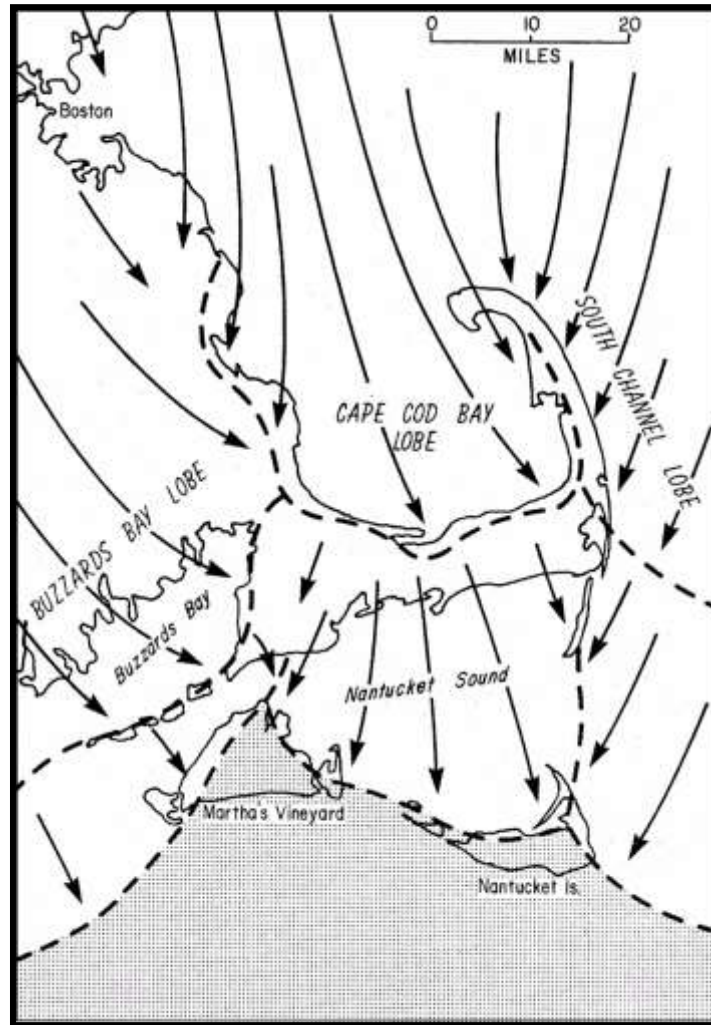 0 10 20
MILES
Boston
SOUTH CHANNEL LOBE
CAPE COD BAY
LOBE
BUZZARDS BAY LOBE
Buzzards Bay
Nantucket Sound
Martha's Vineyard
Nantucket Is.